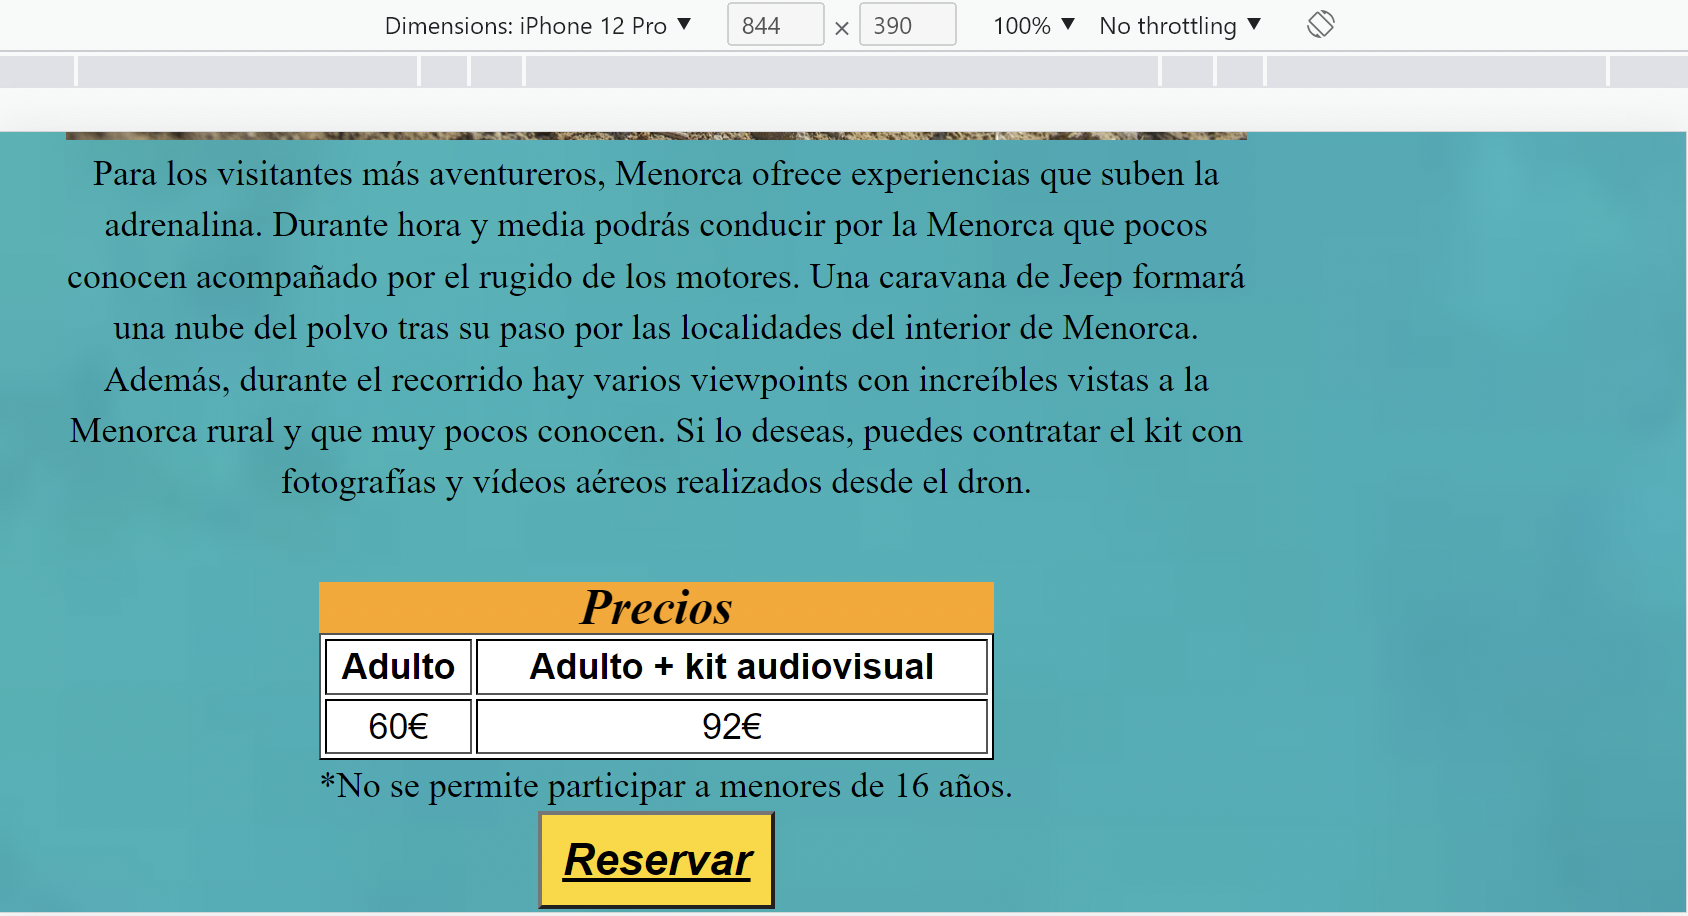 Dimensions: iPhone 12 Pro ▼ 844 × 390 100% ▼ No throttling ▼
Para los visitantes más aventureros, Menorca ofrece experiencias que suben la
adrenalina. Durante hora y media podrás conducir por la Menorca que pocos
conocen acompañado por el rugido de los motores. Una caravana de Jeep formará
una nube del polvo tras su paso por las localidades del interior de Menorca.
Además, durante el recorrido hay varios viewpoints con increíbles vistas a la
Menorca rural y que muy pocos conocen. Si lo deseas, puedes contratar el kit con
fotografías y vídeos aéreos realizados desde el dron.
Precios
Adulto Adulto + kit audiovisual
60€ 92€
*No se permite participar a menores de 16 años.
Reservar